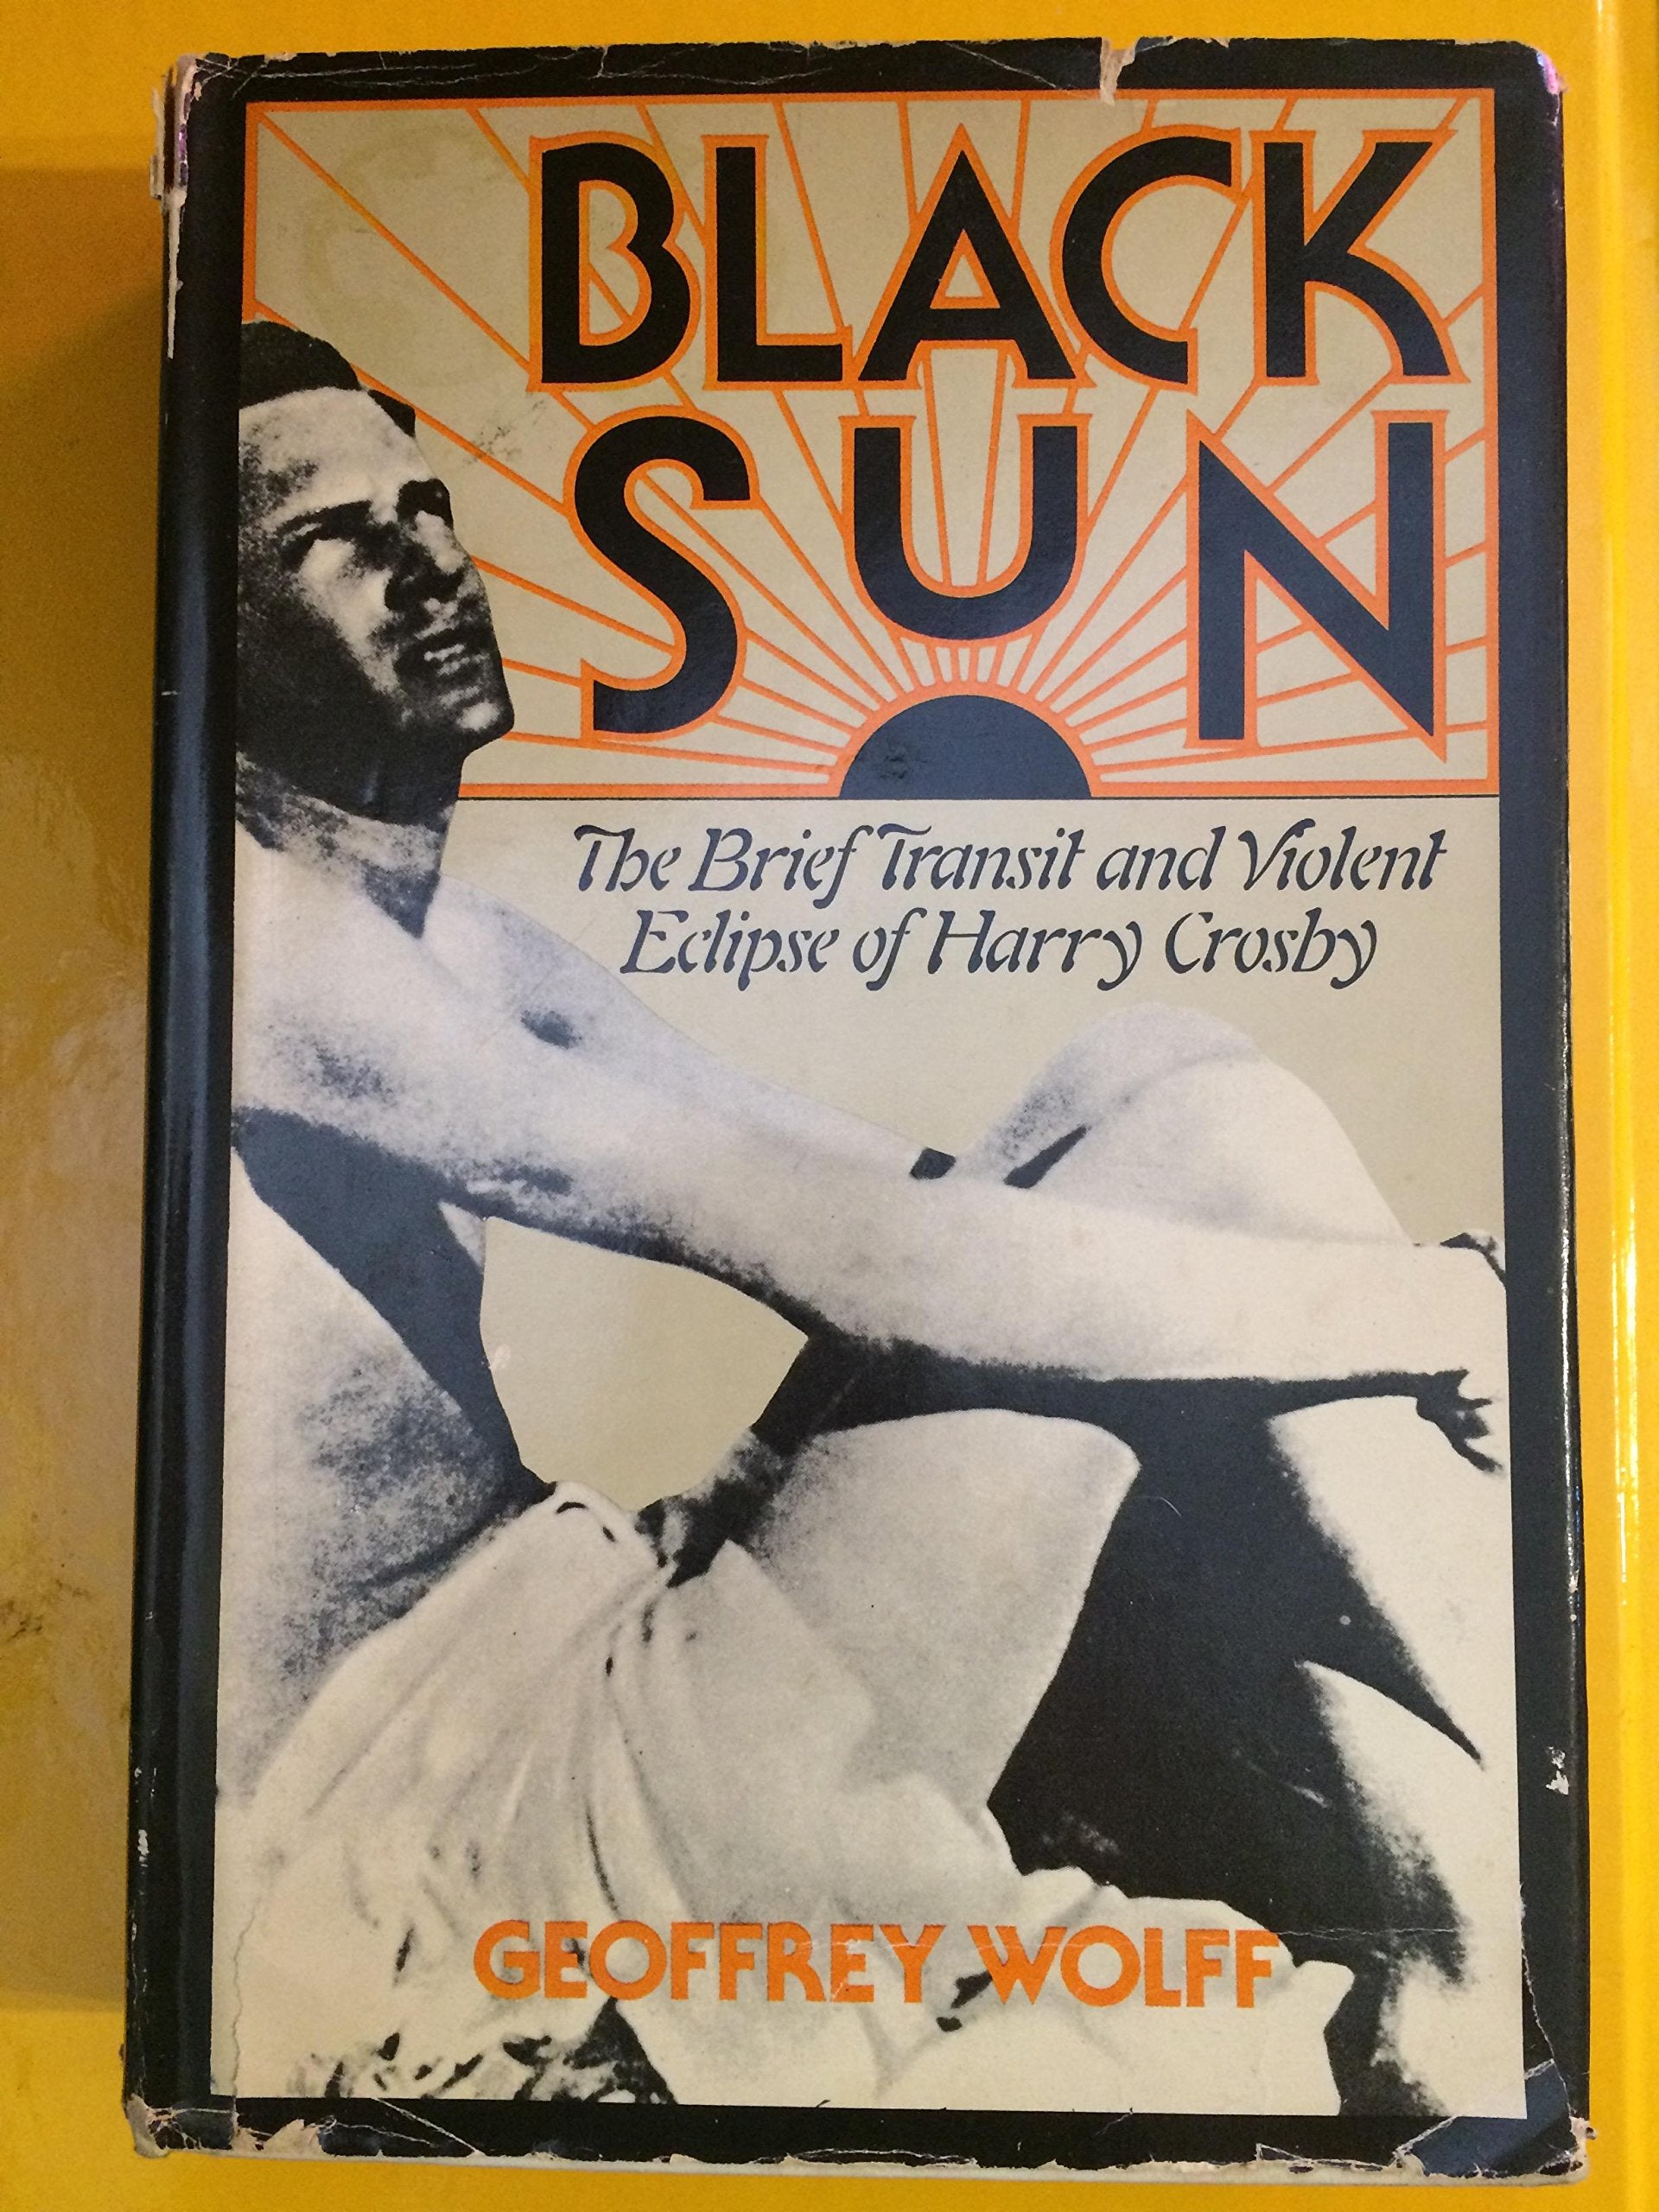 BLACK
SUN
The Brief Transit and Violent
Eclipse of Harry Crosby
GEOFFREY WOLFF